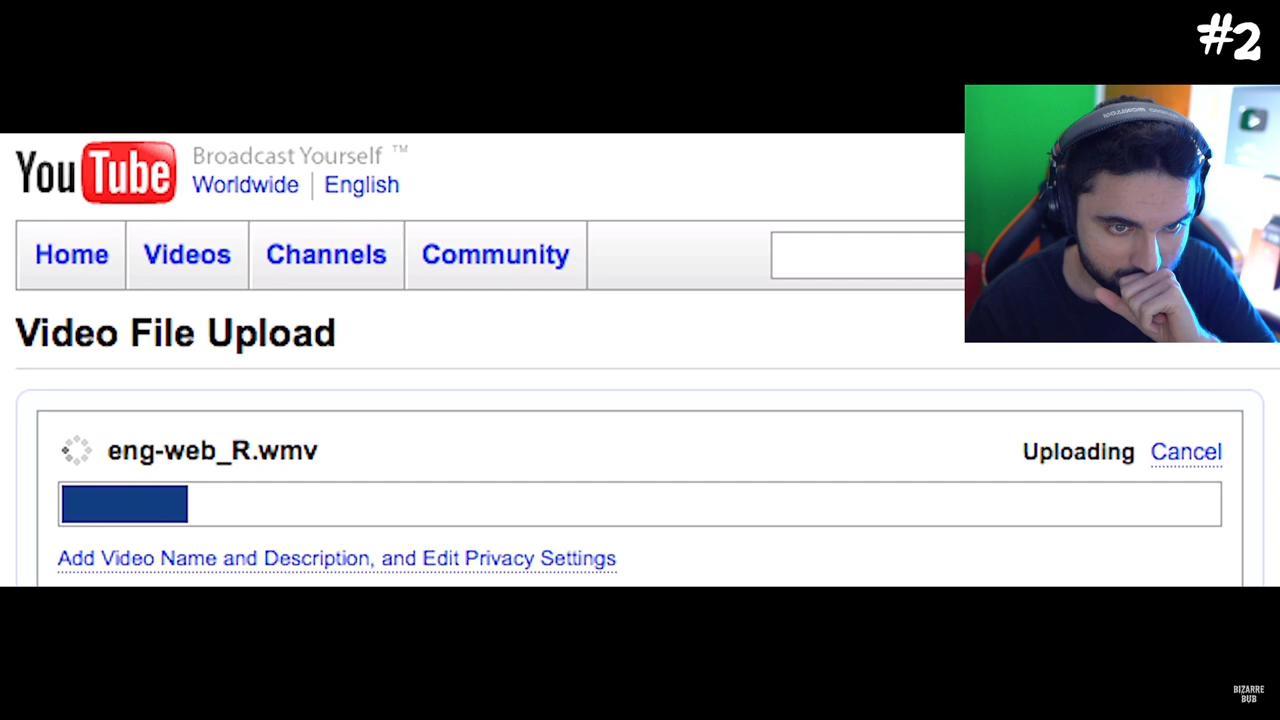 #2
YouTube
Broadcast Yourself ™
Worldwide | English
Home Videos Channels Community
Video File Upload
eng-web_R.wmv Uploading Cancel
Add Video Name and Description, and Edit Privacy Settings
BIZARRE
BUB